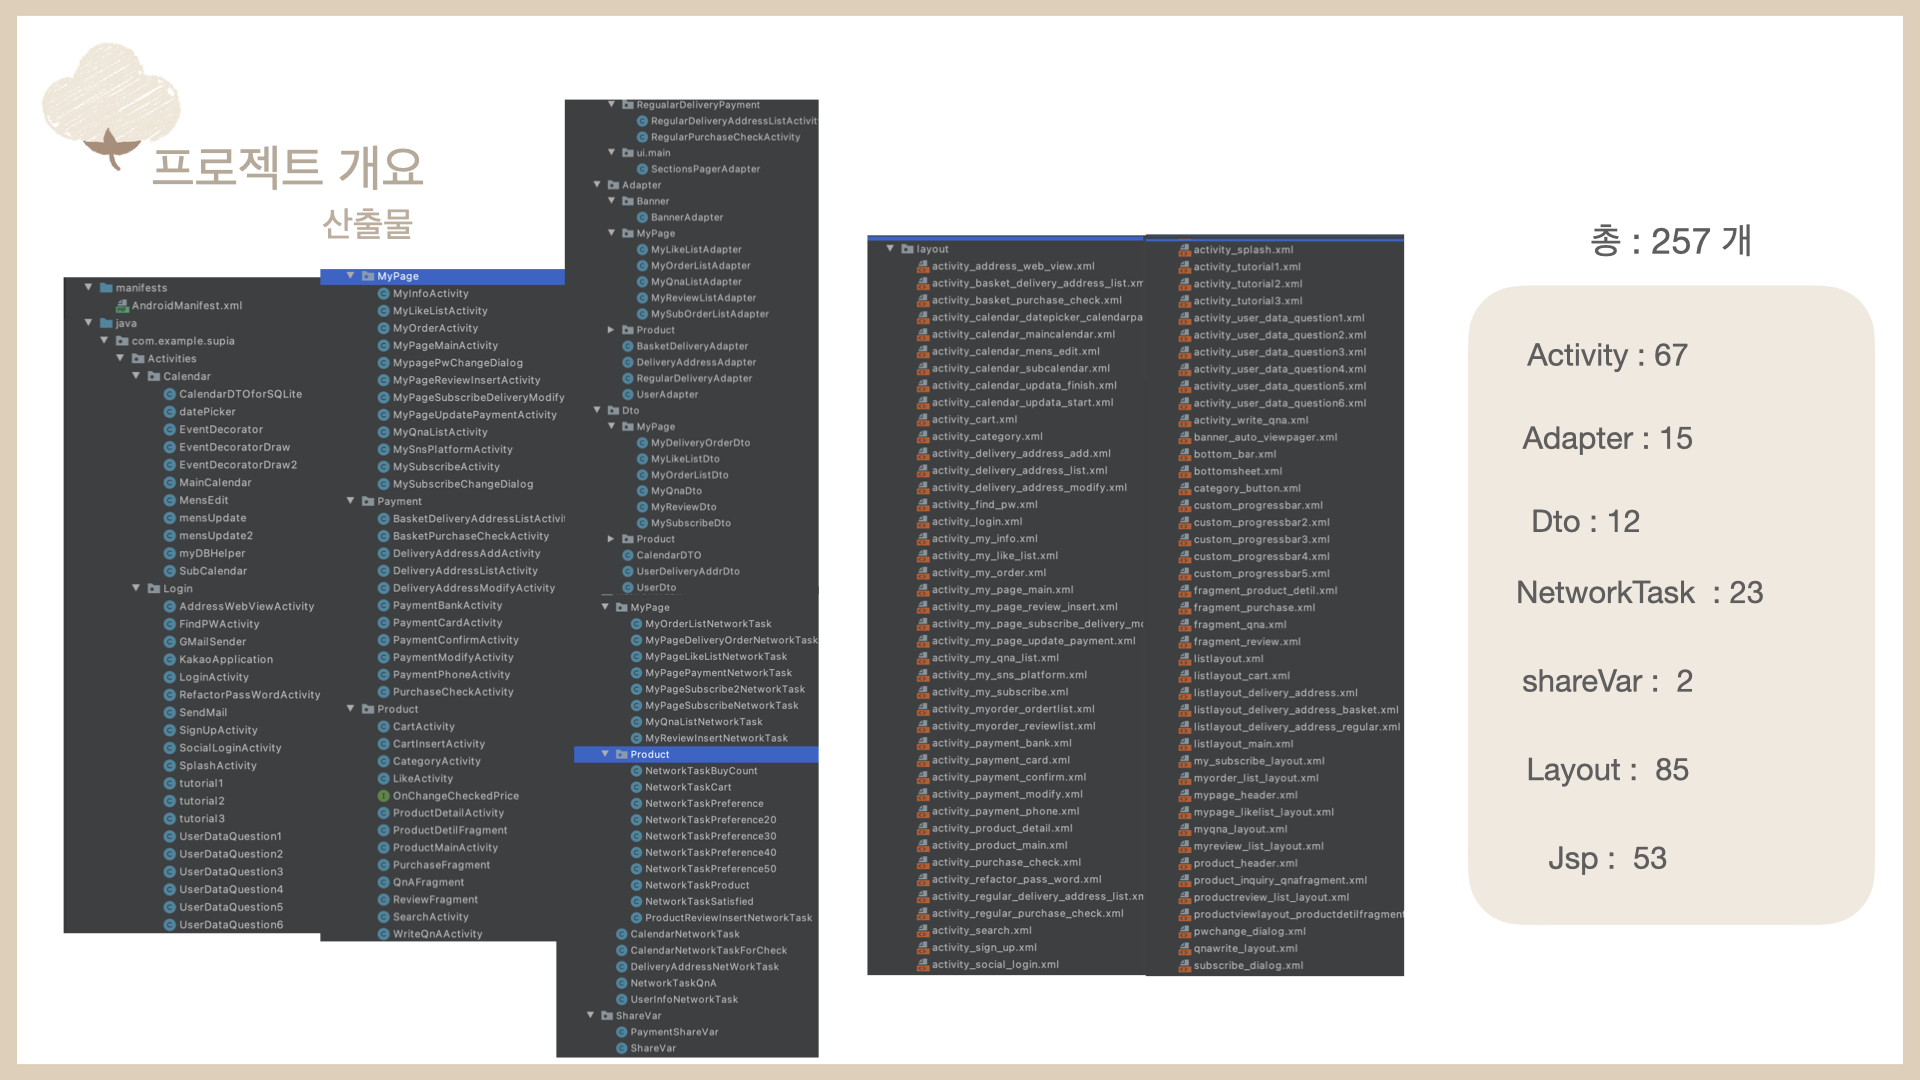 프로젝트 개요
산출물
manifests
AndroidManifest.xml
java
com.example.supia
Activities
Calendar
CalendarDTOforSQLite
datePicker
EventDecorator
EventDecoratorDraw
EventDecoratorDraw2
MainCalendar
MensEdit
mensUpdate
mensUpdate2
myDBHelper
SubCalendar
Login
AddressWebViewActivity
FindPWActivity
GMailSender
KakaoApplication
LoginActivity
RefactorPassWordActivity
SendMail
SignUpActivity
SocialLoginActivity
SplashActivity
tutorial1
tutorial2
tutorial3
UserDataQuestion1
UserDataQuestion2
UserDataQuestion3
UserDataQuestion4
UserDataQuestion5
UserDataQuestion6
MyPage
MyInfoActivity
MyLikeListActivity
MyOrderActivity
MyPageMainActivity
MypagePwChangeDialog
MyPageReviewInsertActivity
MyPageSubscribeDeliveryModify
MyPageUpdatePaymentActivity
MyQnaListActivity
MySnsPlatformActivity
MySubscribeActivity
MySubscribeChangeDialog
Payment
BasketDeliveryAddressListActivi
BasketPurchaseCheckActivity
DeliveryAddressAddActivity
DeliveryAddressListActivity
DeliveryAddressModifyActivity
PaymentBankActivity
PaymentCardActivity
PaymentConfirmActivity
PaymentModifyActivity
PaymentPhoneActivity
PurchaseCheckActivity
Product
CartActivity
CartInsertActivity
CategoryActivity
LikeActivity
OnChangeCheckedPrice
ProductDetailActivity
ProductDetilFragment
ProductMainActivity
PurchaseFragment
QnAFragment
ReviewFragment
SearchActivity
WriteQnAActivity
RegualarDeliveryPayment
RegularDeliveryAddressListActivit
RegularPurchaseCheckActivity
ui.main
SectionsPagerAdapter
Adapter
Banner
BannerAdapter
MyPage
MyLikeListAdapter
MyOrderListAdapter
MyQnaListAdapter
MyReviewListAdapter
MySubOrderListAdapter
Product
BasketDeliveryAdapter
DeliveryAddressAdapter
RegularDeliveryAdapter
UserAdapter
Dto
MyPage
MyDeliveryOrderDto
MyLikeListDto
MyOrderListDto
MyQnaDto
MyReviewDto
MySubscribeDto
Product
CalendarDTO
UserDeliveryAddrDto
UserDto
MyPage
MyOrderListNetworkTask
MyPageDeliveryOrderNetworkTask
MyPageLikeListNetworkTask
MyPagePaymentNetworkTask
MyPageSubscribe2NetworkTask
MyPageSubscribeNetworkTask
MyQnaListNetworkTask
MyReviewInsertNetworkTask
Product
NetworkTaskBuyCount
NetworkTaskCart
NetworkTaskPreference
NetworkTaskPreference20
NetworkTaskPreference30
NetworkTaskPreference40
NetworkTaskPreference50
NetworkTaskProduct
NetworkTaskSatisfied
ProductReviewInsertNetworkTask
CalendarNetworkTask
CalendarNetworkTaskForCheck
DeliveryAddressNetWorkTask
NetworkTaskQnA
UserInfoNetworkTask
ShareVar
PaymentShareVar
ShareVar
layout
activity_address_web_view.xml
activity_basket_delivery_address_list.xm
activity_basket_purchase_check.xml
activity_calendar_datepicker_calendarpa
activity_calendar_maincalendar.xml
activity_calendar_mens_edit.xml
activity_calendar_subcalendar.xml
activity_calendar_updata_finish.xml
activity_calendar_updata_start.xml
activity_cart.xml
activity_category.xml
activity_delivery_address_add.xml
activity_delivery_address_list.xml
activity_delivery_address_modify.xml
activity_find_pw.xml
activity_login.xml
activity_my_info.xml
activity_my_like_list.xml
activity_my_order.xml
activity_my_page_main.xml
activity_my_page_review_insert.xml
activity_my_page_subscribe_delivery_mo
activity_my_page_update_payment.xml
activity_my_qna_list.xml
activity_my_sns_platform.xml
activity_my_subscribe.xml
activity_myorder_ordertlist.xml
activity_myorder_reviewlist.xml
activity_payment_bank.xml
activity_payment_card.xml
activity_payment_confirm.xml
activity_payment_modify.xml
activity_payment_phone.xml
activity_product_detail.xml
activity_product_main.xml
activity_purchase_check.xml
activity_refactor_pass_word.xml
activity_regular_delivery_address_list.xn
activity_regular_purchase_check.xml
activity_search.xml
activity_sign_up.xml
activity_social_login.xml
activity_splash.xml
activity_tutorial1.xml
activity_tutorial2.xml
activity_tutorial3.xml
activity_user_data_question1.xml
activity_user_data_question2.xml
activity_user_data_question3.xml
activity_user_data_question4.xml
activity_user_data_question5.xml
activity_user_data_question6.xml
activity_write_qna.xml
banner_auto_viewpager.xml
bottom_bar.xml
bottomsheet.xml
category_button.xml
custom_progressbar.xml
custom_progressbar2.xml
custom_progressbar3.xml
custom_progressbar4.xml
custom_progressbar5.xml
fragment_product_detil.xml
fragment_purchase.xml
fragment_qna.xml
fragment_review.xml
listlayout.xml
listlayout_cart.xml
listlayout_delivery_address.xml
listlayout_delivery_address_basket.xml
listlayout_delivery_address_regular.xml
listlayout_main.xml
my_subscribe_layout.xml
myorder_list_layout.xml
mypage_header.xml
mypage_likelist_layout.xml
myqna_layout.xml
myreview_list_layout.xml
product_header.xml
product_inquiry_qnafragment.xml
productreview_list_layout.xml
productviewlayout_productdetilfragment
pwchange_dialog.xml
qnawrite_layout.xml
subscribe_dialog.xml
총 : 257 개
Activity : 67
Adapter : 15
Dto : 12
NetworkTask : 23
shareVar : 2
Layout : 85
Jsp : 53